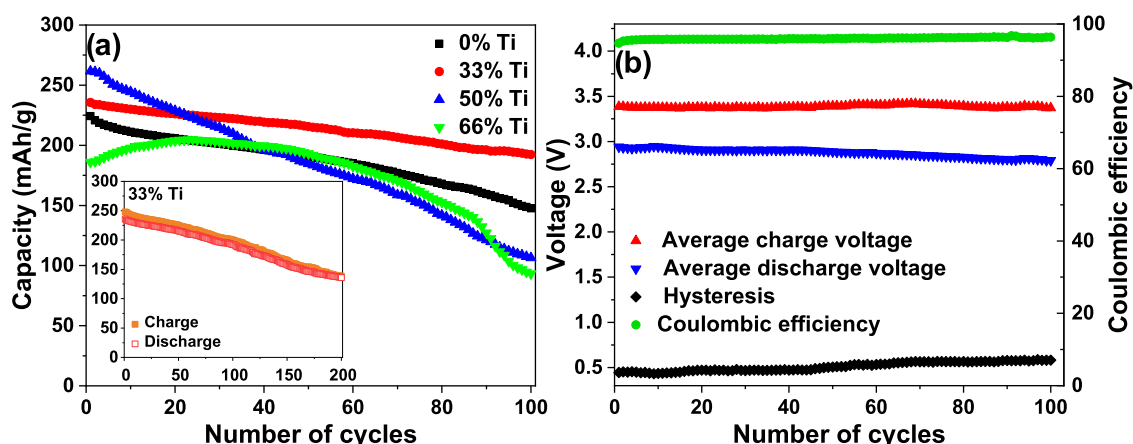 (a)
0% Ti
33% Ti
50% Ti
66% Ti
300
250
200
150
100
50
0
Capacity (mAh/g)
0
20
40
60
80
100
Number of cycles
33% Ti
300
250
200
150
100
50
0
Charge
Discharge
0
50
100
150
200
(b)
4.0
3.5
3.0
2.5
2.0
1.5
1.0
0.5
Voltage (V)
Average charge voltage
Average discharge voltage
Hysteresis
Coulombic efficiency
0
20
40
60
80
100
Number of cycles
100
80
60
40
20
0
Coulombic efficiency